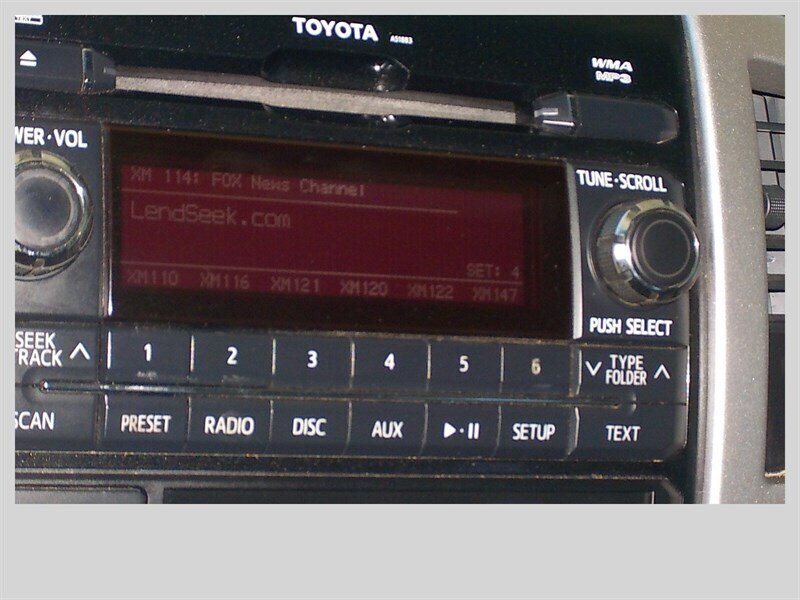 TOYOTA A51883
WMA
MP3
WER·VOL
TUNE·SCROLL
XM 114: FOX News Channel
LendSeek.com
SET: 4
XM110 XM116 XM121 XM120 XM122 XM147
PUSH SELECT
SEEK
TRACK ∧
1 2 3 4 5 6
∨ TYPE FOLDER ∧
SCAN
PRESET RADIO DISC AUX ▶·II SETUP TEXT